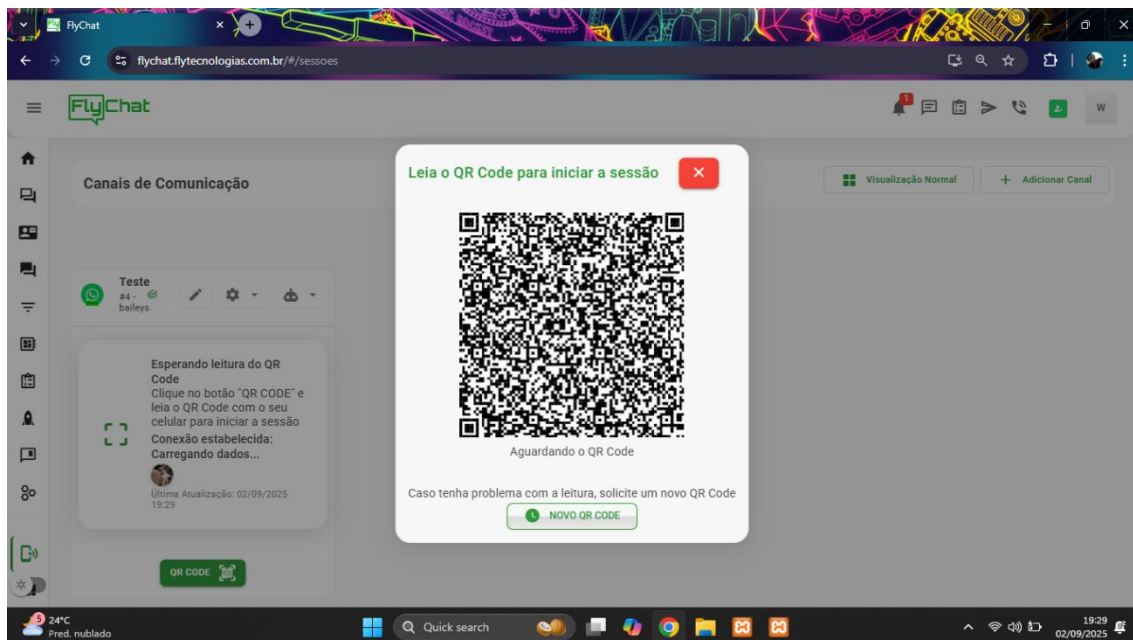 FlyChat
flychat.flytecnologias.com.br/#/sessoes
FlyChat
1
W
Canais de Comunicação
Visualização Normal
+ Adicionar Canal
Teste
#4 -
baileys
Esperando leitura do QR
Code
Clique no botão "QR CODE" e
leia o QR Code com o seu
celular para iniciar a sessão
Conexão estabelecida:
Carregando dados...
Última Atualização: 02/09/2025
19:29
QR CODE
Leia o QR Code para iniciar a sessão
Aguardando o QR Code
Caso tenha problema com a leitura, solicite um novo QR Code
NOVO QR CODE
5
24°C
Pred. nublado
Quick search
19:29
02/09/2025